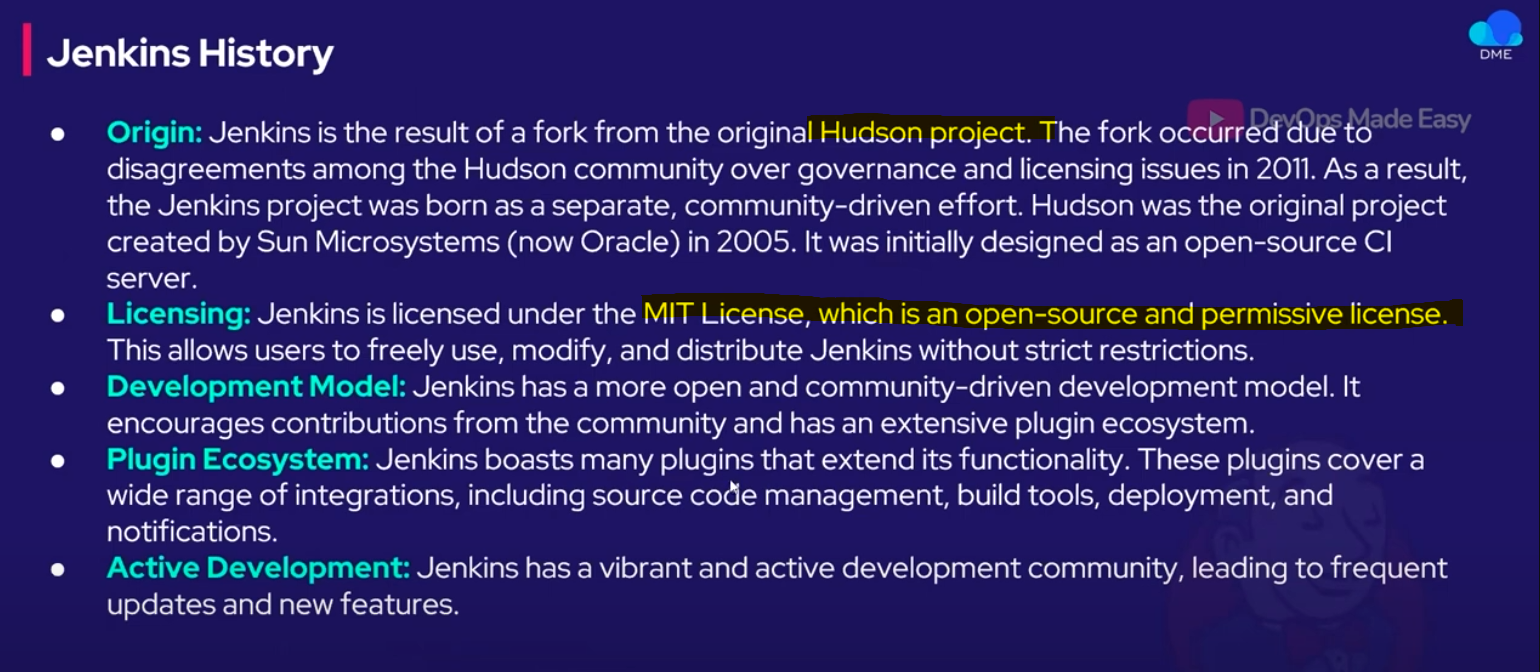 Jenkins History
DME
DevOps Made Easy
● Origin: Jenkins is the result of a fork from the original Hudson project. The fork occurred due to
disagreements among the Hudson community over governance and licensing issues in 2011. As a result,
the Jenkins project was born as a separate, community-driven effort. Hudson was the original project
created by Sun Microsystems (now Oracle) in 2005. It was initially designed as an open-source CI
server.
● Licensing: Jenkins is licensed under the MIT License, which is an open-source and permissive license.
This allows users to freely use, modify, and distribute Jenkins without strict restrictions.
● Development Model: Jenkins has a more open and community-driven development model. It
encourages contributions from the community and has an extensive plugin ecosystem.
● Plugin Ecosystem: Jenkins boasts many plugins that extend its functionality. These plugins cover a
wide range of integrations, including source code management, build tools, deployment, and
notifications.
● Active Development: Jenkins has a vibrant and active development community, leading to frequent
updates and new features.